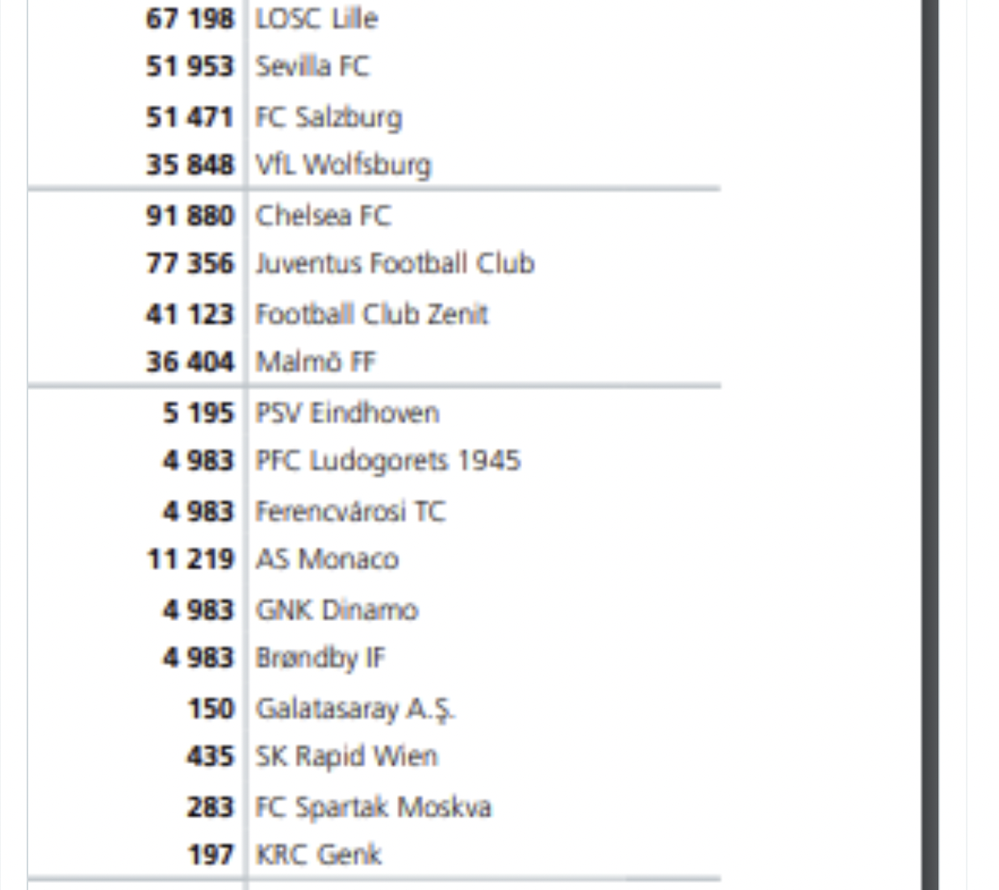 67 198 LOSC Lille
51 953 Sevilla FC
51 471 FC Salzburg
35 848 VfL Wolfsburg
91 880 Chelsea FC
77 356 Juventus Football Club
41 123 Football Club Zenit
36 404 Malmö FF
5 195 PSV Eindhoven
4 983 PFC Ludogorets 1945
4 983 Ferencvárosi TC
11 219 AS Monaco
4 983 GNK Dinamo
4 983 Brøndby IF
150 Galatasaray A.Ş.
435 SK Rapid Wien
283 FC Spartak Moskva
197 KRC Genk